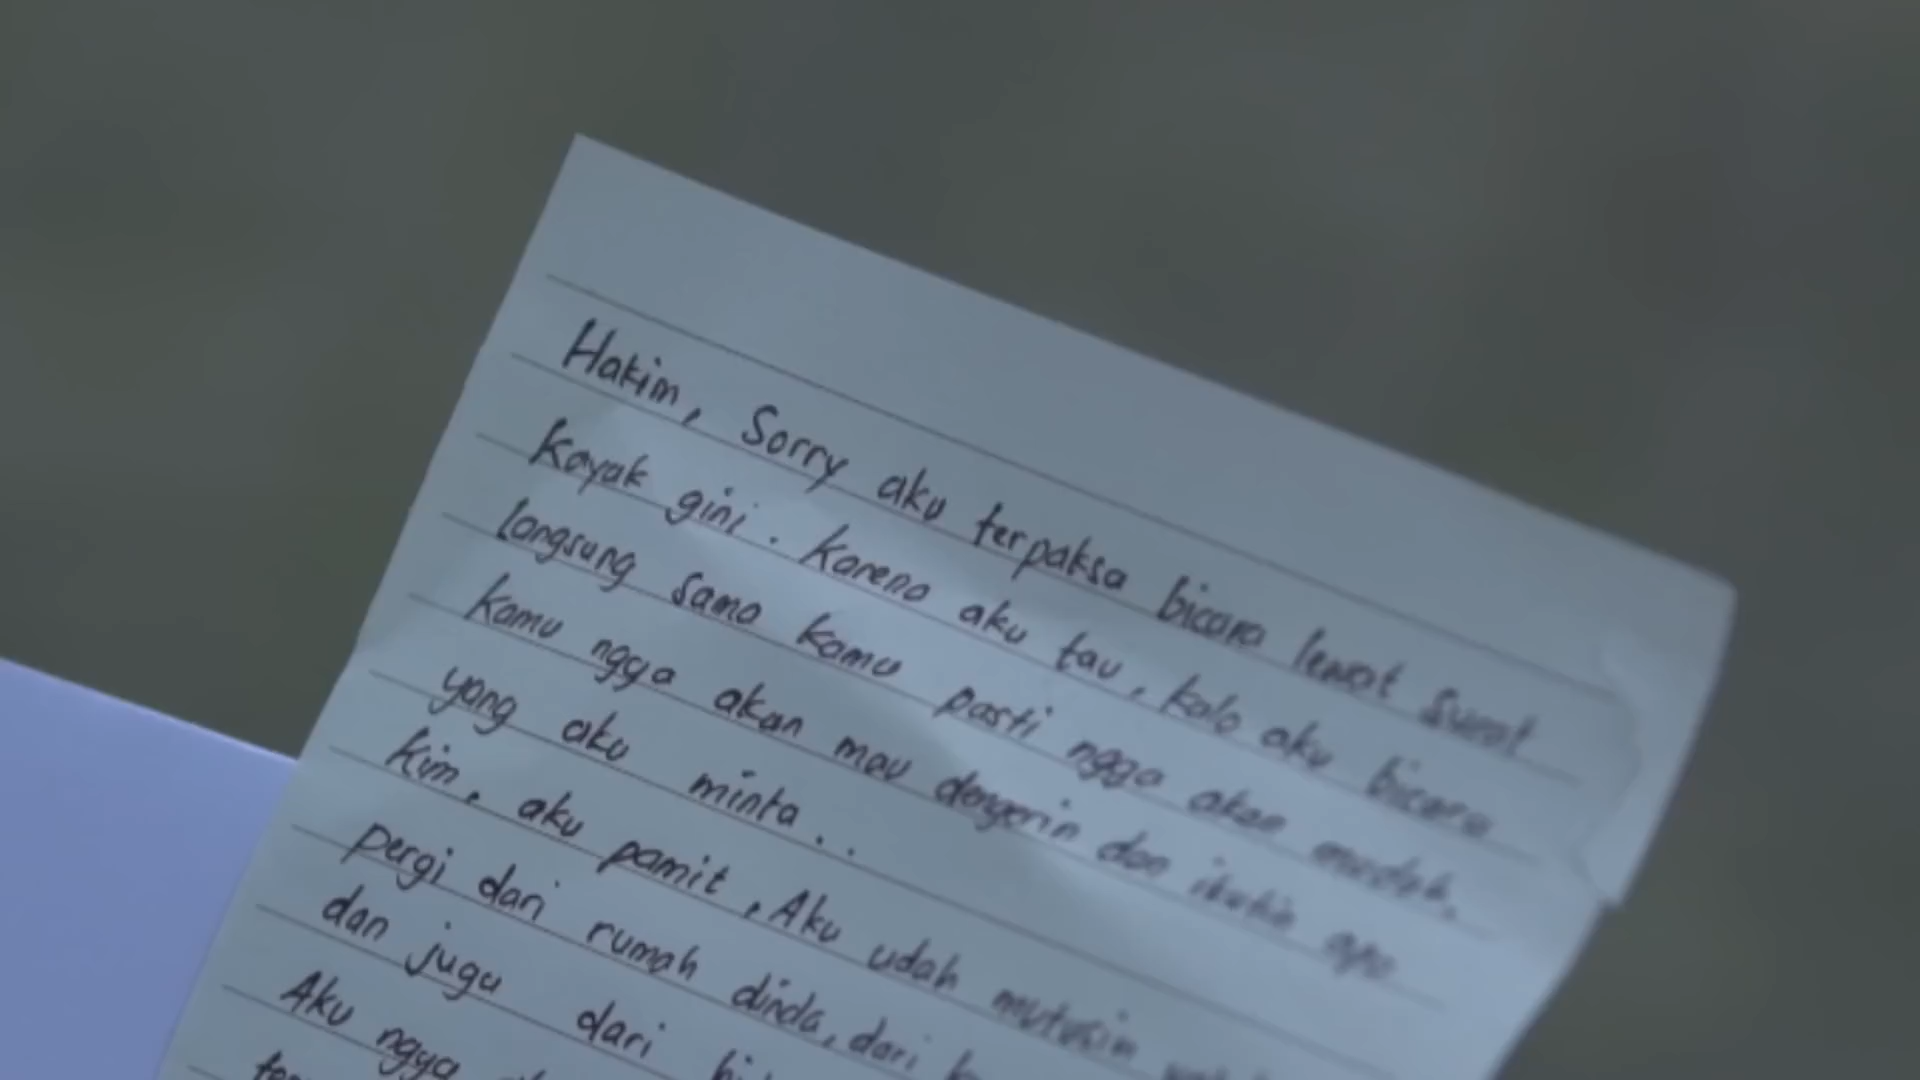 Hakim, Sorry aku terpaksa bicara lewat Surat
Kayak gini. Karena aku tau, kalo aku bicara
langsung sama kamu pasti ngga akan mudah,
Kamu ngga akan mau dengerin dan ikutin apa
yang aku minta..
Kim, aku pamit, Aku udah mutusin
pergi dari rumah dinda, dari
dan juga dari
Aku ngga